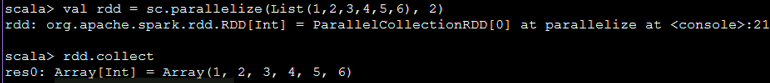 scala> val rdd = sc.parallelize(List(1,2,3,4,5,6), 2)
rdd: org.apache.spark.rdd.RDD[Int] = ParallelCollectionRDD[0] at parallelize at <console>:21
scala> rdd.collect
res0: Array[Int] = Array(1, 2, 3, 4, 5, 6)